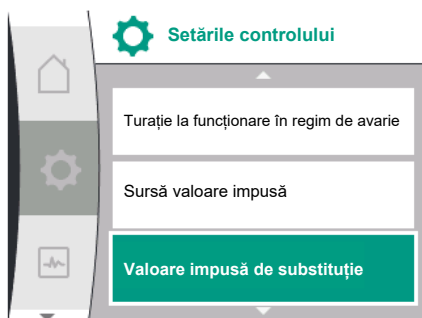 Setările controlului
Turație la funcționare în regim de avarie
Sursă valoare impusă
Valoare impusă de substituție